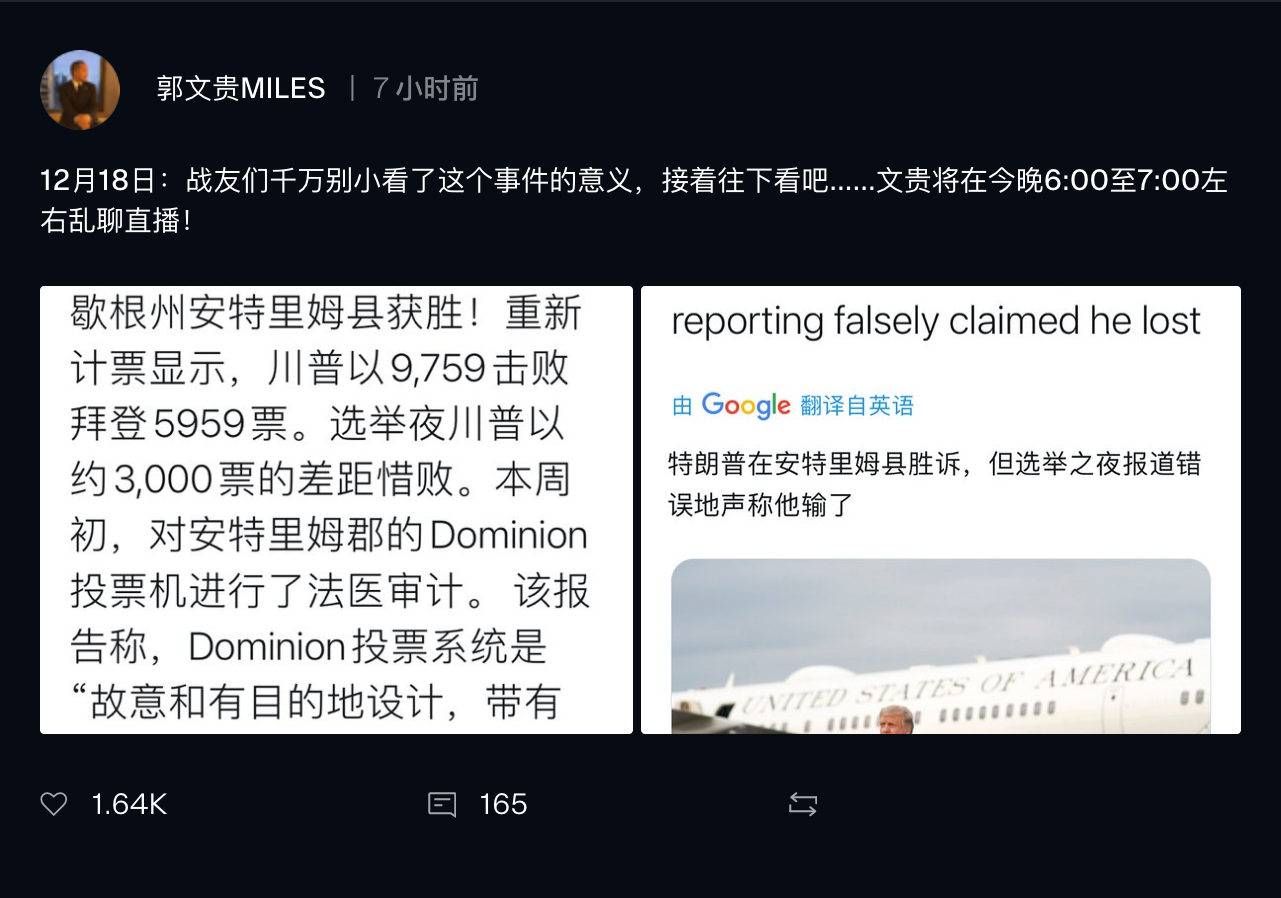 郭文贵MILES | 7 小时前
12月18日：战友们千万别小看了这个事件的意义，接着往下看吧......文贵将在今晚6:00至7:00左
右乱聊直播！
歇根州安特里姆县获胜！重新
计票显示，川普以9,759击败
拜登5959票。选举夜川普以
约3,000票的差距惜败。本周
初，对安特里姆郡的Dominion
投票机进行了法医审计。 该报
告称，Dominion投票系统是
“故意和有目的地设计，带有
reporting falsely claimed he lost
由 Google 翻译自英语
特朗普在安特里姆县胜诉，但选举之夜报道错
误地声称他输了
UNITED STATES OF AMERICA
1.64K
165